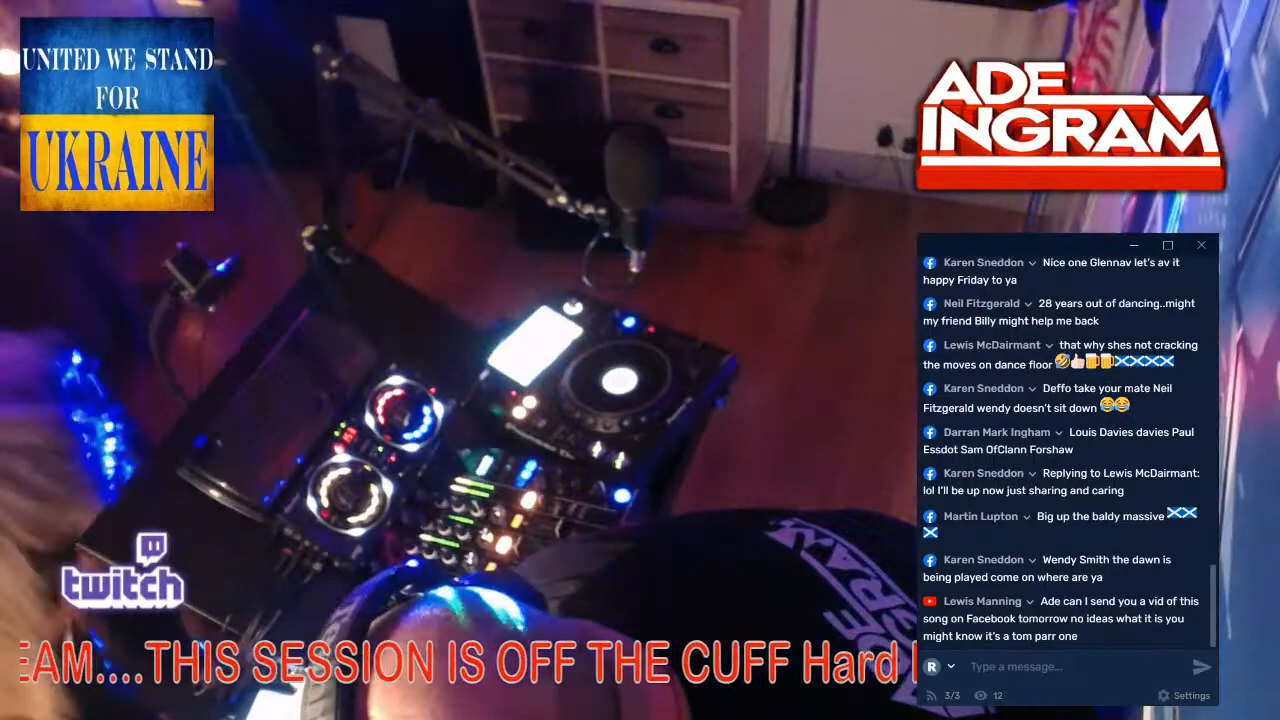 UNITED WE STAND
FOR
UKRAINE
ADE
INGRAM
Karen Sneddon Nice one Glennav let's av it
happy Friday to ya
Neil Fitzgerald 28 years out of dancing..might
my friend Billy might help me back
Lewis McDairmant that why shes not cracking
the moves on dance floor 🤣👍🏻🍻🍻🏴󠁧󠁢󠁳󠁣󠁴󠁿🏴󠁧󠁢󠁳󠁣󠁴󠁿🏴󠁧󠁢󠁳󠁣󠁴󠁿🏴󠁧󠁢󠁳󠁣󠁴󠁿
Karen Sneddon Deffo take your mate Neil
Fitzgerald wendy doesn't sit down 😂😂
Darran Mark Ingham Louis Davies davies Paul
Essdot Sam OfClann Forshaw
Karen Sneddon Replying to Lewis McDairmant:
lol I'll be up now just sharing and caring
Martin Lupton Big up the baldy massive 🏴󠁧󠁢󠁳󠁣󠁴󠁿🏴󠁧󠁢󠁳󠁣󠁴󠁿
🏴󠁧󠁢󠁳󠁣󠁴󠁿
Karen Sneddon Wendy Smith the dawn is
being played come on where are ya
Lewis Manning Ade can I send you a vid of this
song on Facebook tomorrow no ideas what it is you
might know it's a tom parr one
R Type a message...
3/3 12 Settings
twitch
EAM....THIS SESSION IS OFF THE CUFF Hard
ADE
INGRAM